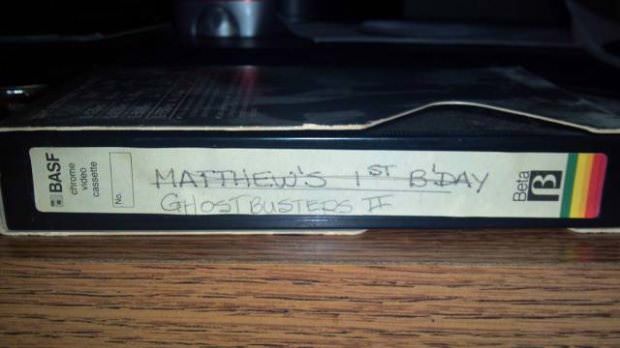 BASF
chrome
video
cassette
No.
MATTHEW'S 1ST B'DAY
GHOSTBUSTERS II
Beta
B